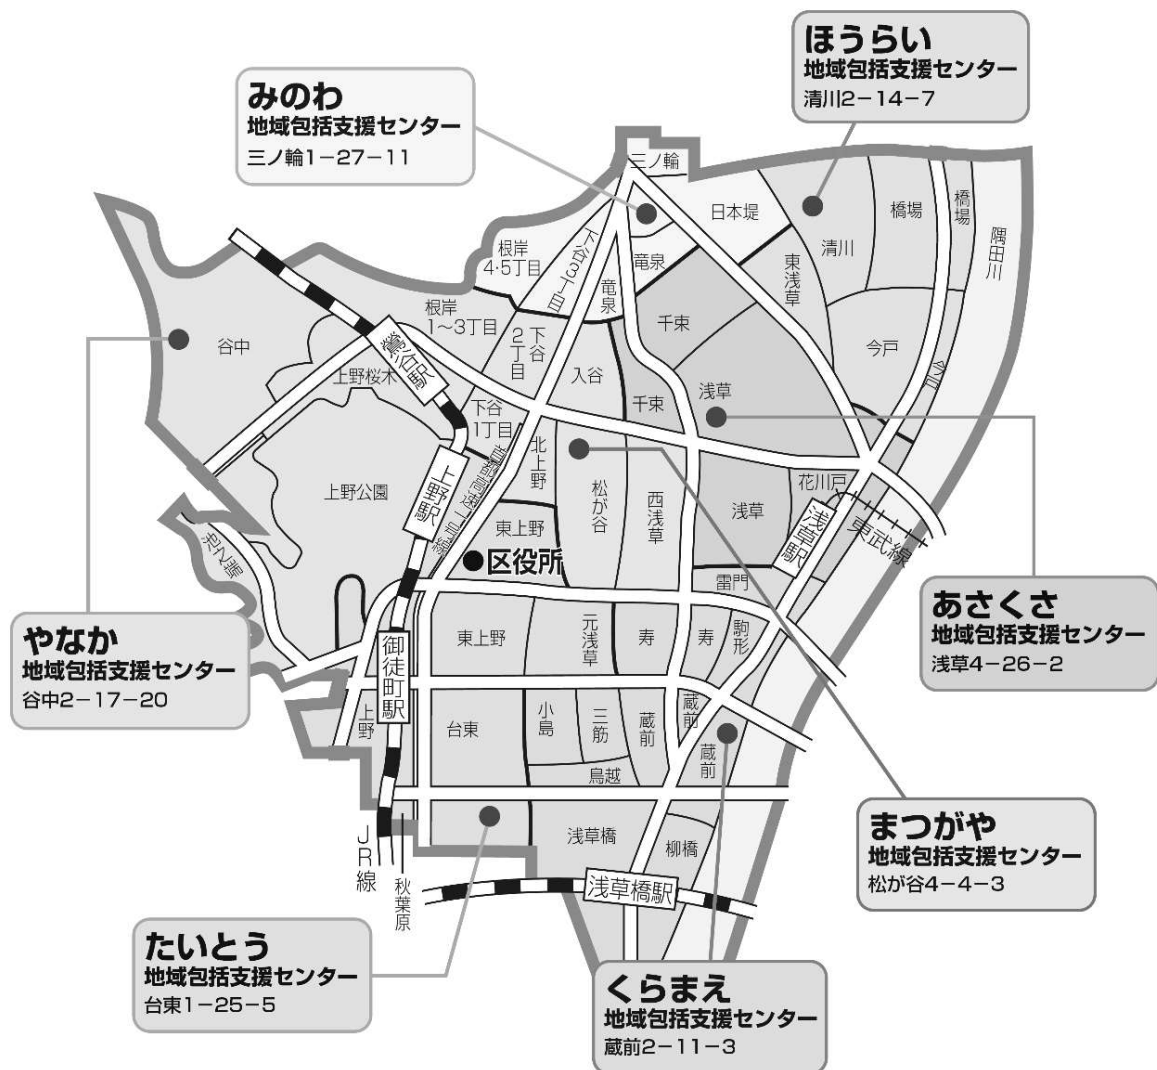 ほうらい
地域包括支援センター
清川2−14−7
みのわ
地域包括支援センター
三ノ輪1−27−11
三ノ輪
日本堤
橋場
橋場
清川
隅田川
根岸
4・5丁目
下谷3丁目
竜泉
竜泉
東浅草
根岸
1〜3丁目
千束
谷中
鶯谷駅
下谷
2丁目
入谷
今戸
今戸
上野桜木
千束
浅草
下谷
1丁目
北上野
首都高速一号線
上野駅
上野公園
松が谷
西浅草
浅草
花川戸
浅草駅
東武線
東上野
区役所
池之端
雷門
あさくさ
地域包括支援センター
浅草4−26−2
やなか
地域包括支援センター
谷中2−17−20
東上野
元浅草
寿
寿
駒形
御徒町駅
上野
台東
小島
三筋
蔵前
蔵前
蔵前
鳥越
浅草橋
柳橋
まつがや
地域包括支援センター
松が谷4−4−3
JR線
秋葉原
浅草橋駅
たいとう
地域包括支援センター
台東1−25−5
くらまえ
地域包括支援センター
蔵前2−11−3